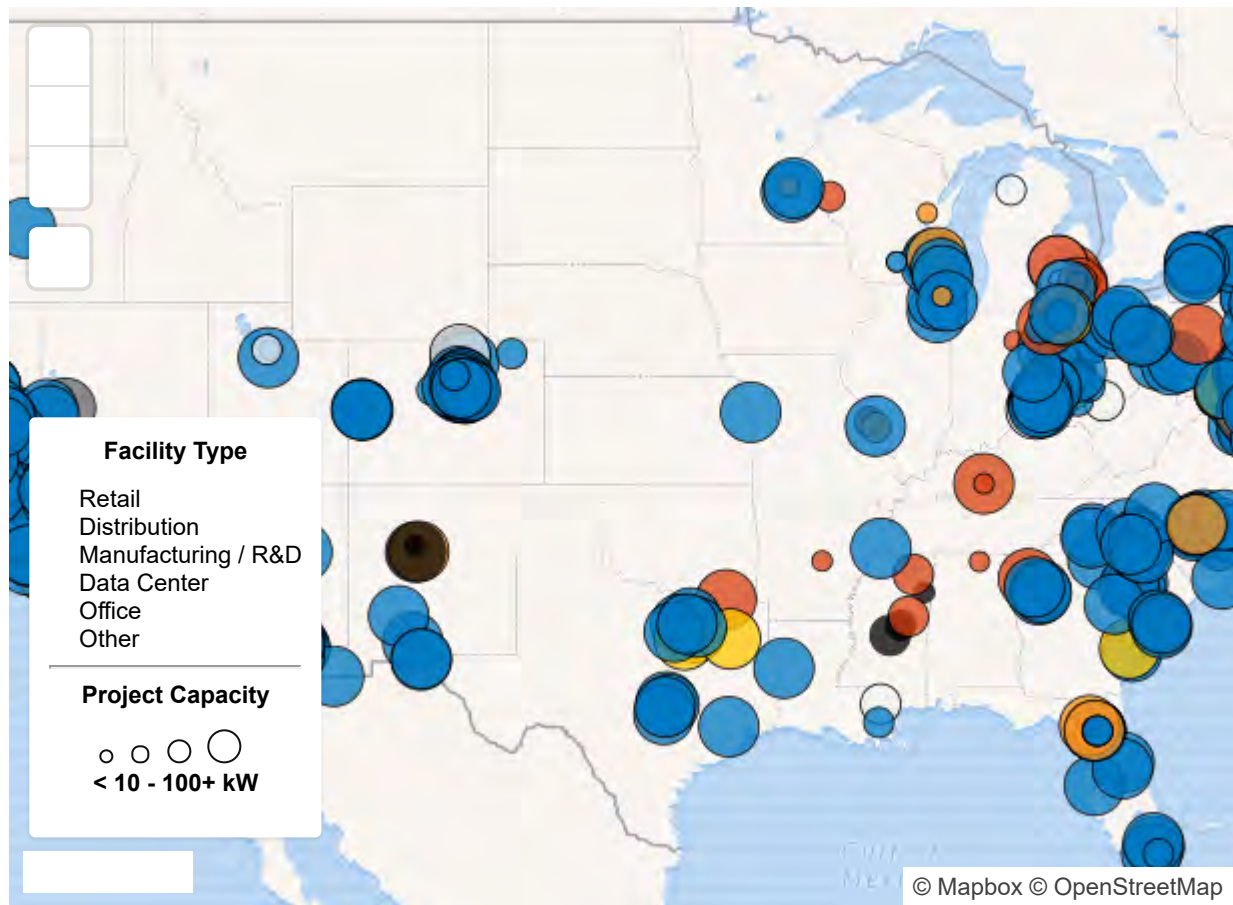 Facility Type
Retail
Distribution
Manufacturing / R&D
Data Center
Office
Other
Project Capacity
< 10 - 100+ kW
© Mapbox © OpenStreetMap